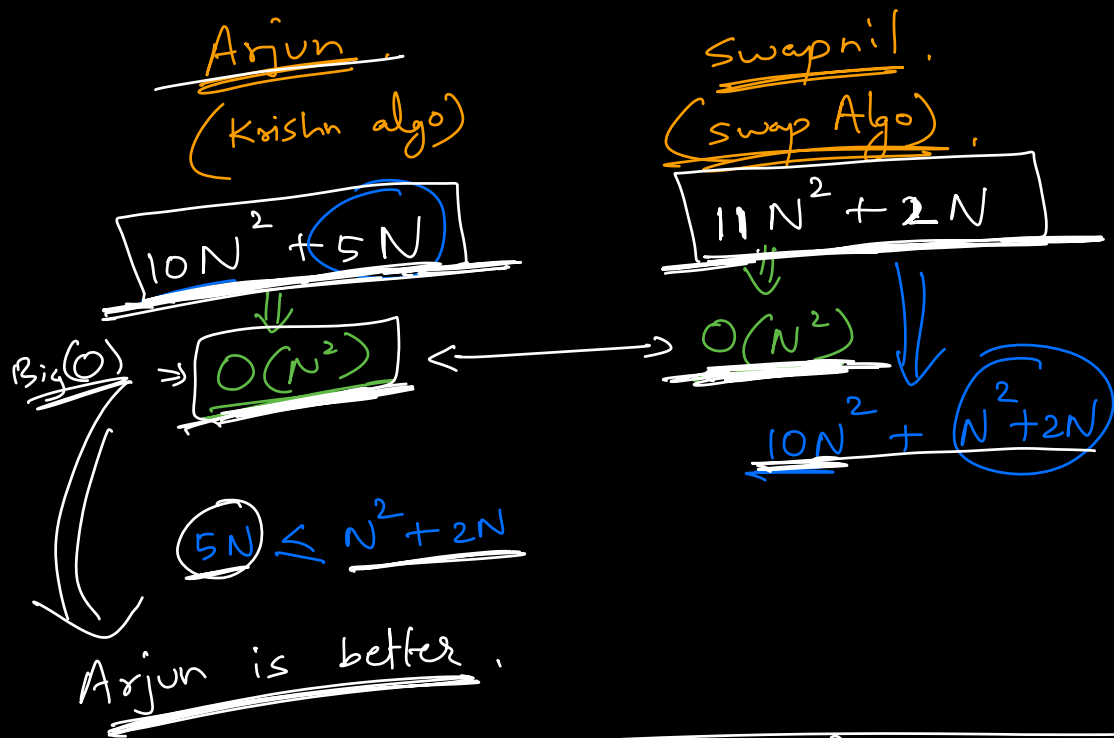 Arjun.
(Krishn algo)
10N² + 5N
Big(O) => O(N²)
Swapnil.
(swap Algo).
11N² + 2N
O(N²)
10N² + N² + 2N
5N ≤ N² + 2N
Arjun is better.